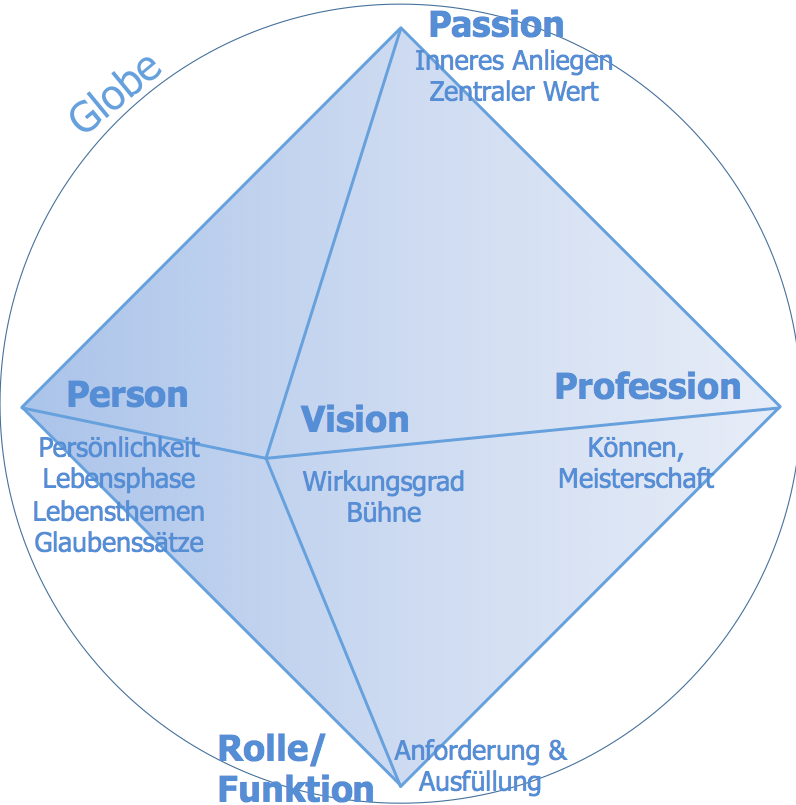 Passion
Inneres Anliegen
Zentraler Wert
Globe
Person
Persönlichkeit
Lebensphase
Lebensthemen
Glaubenssätze
Vision
Wirkungsgrad
Bühne
Profession
Können,
Meisterschaft
Rolle/
Funktion
Anforderung &
Ausfüllung